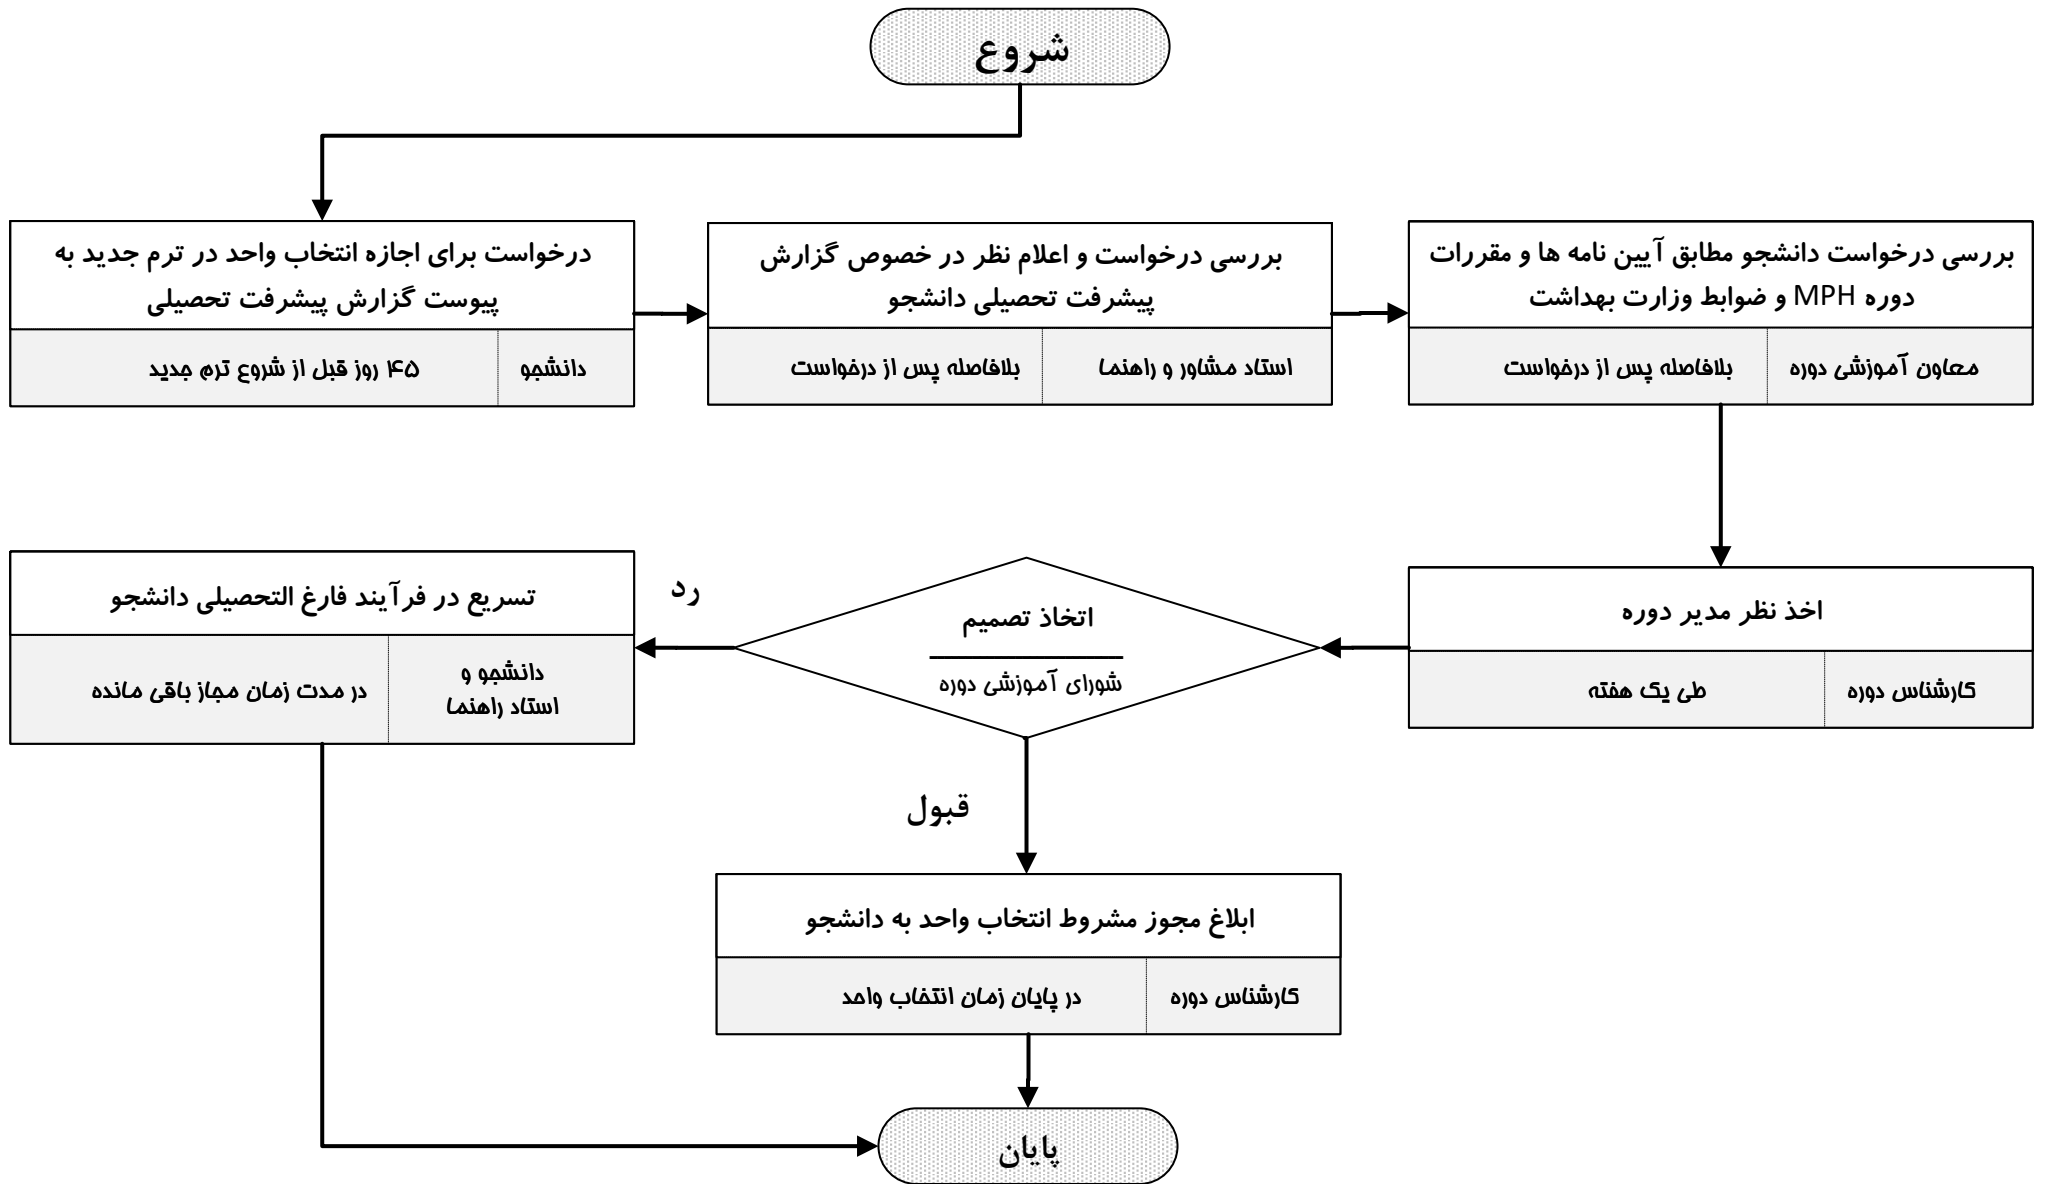 شروع
درخواست برای اجازه انتخاب واحد در ترم جدید به
پیوست گزارش پیشرفت تحصیلی
دانشجو
۴۵ روز قبل از شروع ترم جدید
بررسی درخواست و اعلام نظر در خصوص گزارش
پیشرفت تحصیلی دانشجو
استاد مشاور و راهنما
بلافاصله پس از درخواست
بررسی درخواست دانشجو مطابق آیین نامه ها و مقررات
دوره MPH و ضوابط وزارت بهداشت
معاون آموزشی دوره
بلافاصله پس از درخواست
اخذ نظر مدیر دوره
کارشناس دوره
طی یک هفته
اتخاذ تصمیم
شورای آموزشی دوره
رد
تسریع در فرآیند فارغ التحصیلی دانشجو
دانشجو و
استاد راهنما
در مدت زمان مجاز باقی مانده
قبول
ابلاغ مجوز مشروط انتخاب واحد به دانشجو
کارشناس دوره
در پایان زمان انتخاب واحد
پایان